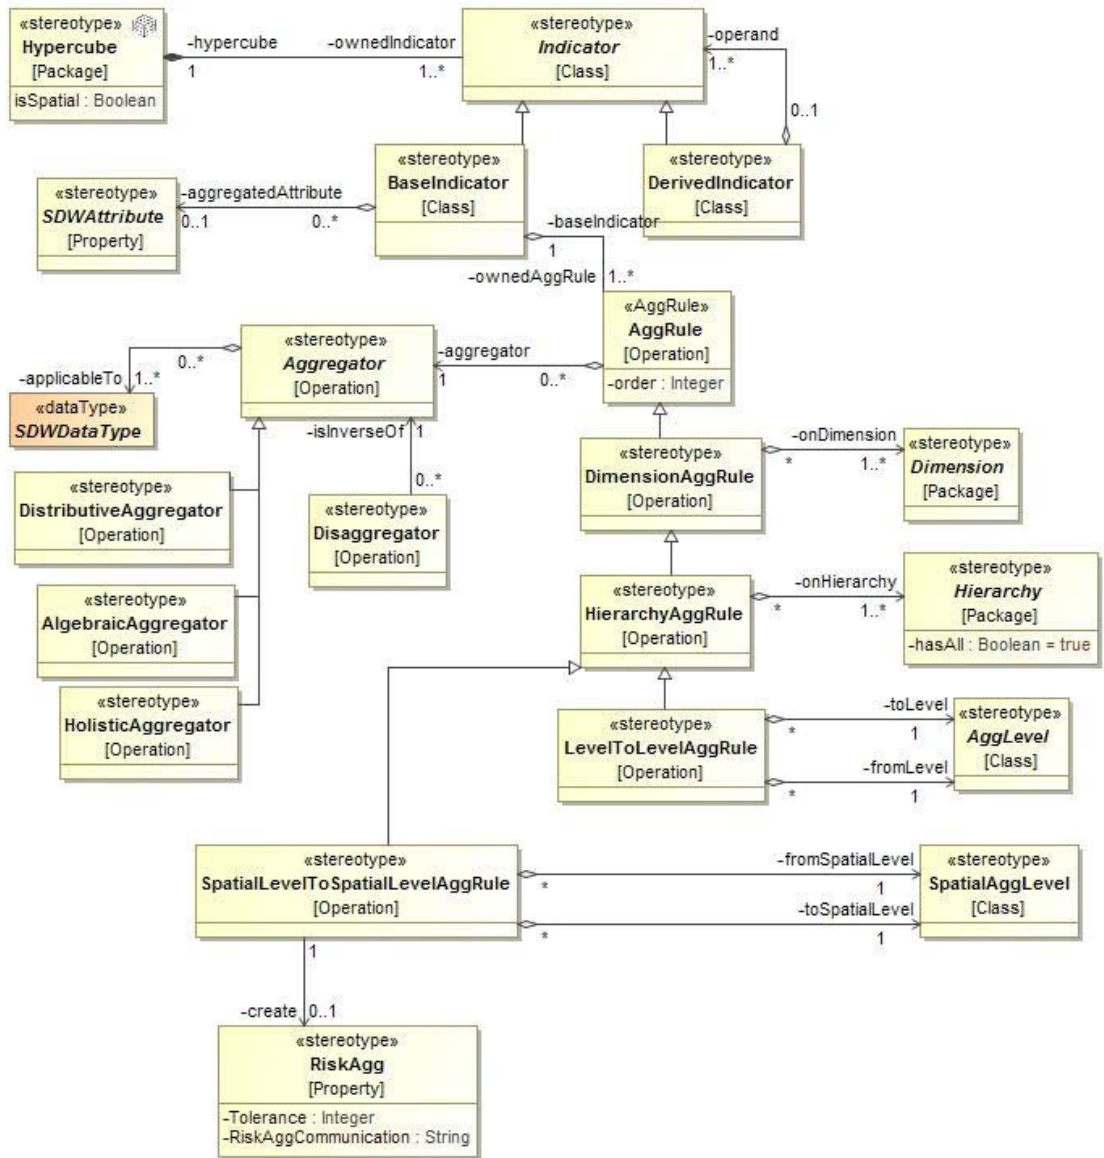 «stereotype»
Hypercube
[Package]
isSpatial : Boolean
-hypercube
1
-ownedIndicator
1..*
«stereotype»
Indicator
[Class]
-operand
1..*
0..1
«stereotype»
SDWAttribute
[Property]
-aggregatedAttribute
0..1
0..*
«stereotype»
BaseIndicator
[Class]
«stereotype»
DerivedIndicator
[Class]
-baseIndicator
1
-ownedAggRule
1..*
«AggRule»
AggRule
[Operation]
-order : Integer
«stereotype»
Aggregator
[Operation]
-aggregator
1
0..*
0..*
-applicableTo
1..*
«dataType»
SDWDataType
-isInverseOf
1
0..*
«stereotype»
DistributiveAggregator
[Operation]
«stereotype»
Disaggregator
[Operation]
«stereotype»
DimensionAggRule
[Operation]
-onDimension
*
1..*
«stereotype»
Dimension
[Package]
«stereotype»
AlgebraicAggregator
[Operation]
«stereotype»
HierarchyAggRule
[Operation]
-onHierarchy
*
1..*
«stereotype»
Hierarchy
[Package]
-hasAll : Boolean = true
«stereotype»
HolisticAggregator
[Operation]
«stereotype»
LevelToLevelAggRule
[Operation]
-toLevel
*
1
-fromLevel
*
1
«stereotype»
AggLevel
[Class]
«stereotype»
SpatialLevelToSpatialLevelAggRule
[Operation]
-fromSpatialLevel
*
1
-toSpatialLevel
*
1
«stereotype»
SpatialAggLevel
[Class]
1
-create
0..1
«stereotype»
RiskAgg
[Property]
-Tolerance : Integer
-RiskAggCommunication : String